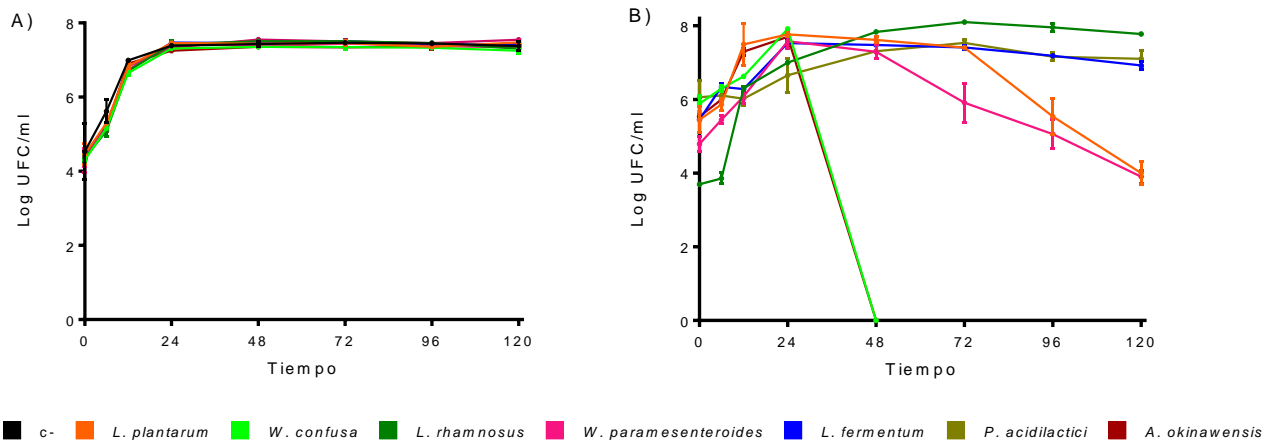 A)
8
6
4
2
0
Log UFC/ml
0 24 48 72 96 120
Tiempo
B)
8
6
4
2
0
Log UFC/ml
0 24 48 72 96 120
Tiempo
c- L. plantarum W. confusa L. rhamnosus W. paramesenteroides L. fermentum P. acidilactici A. okinawensis